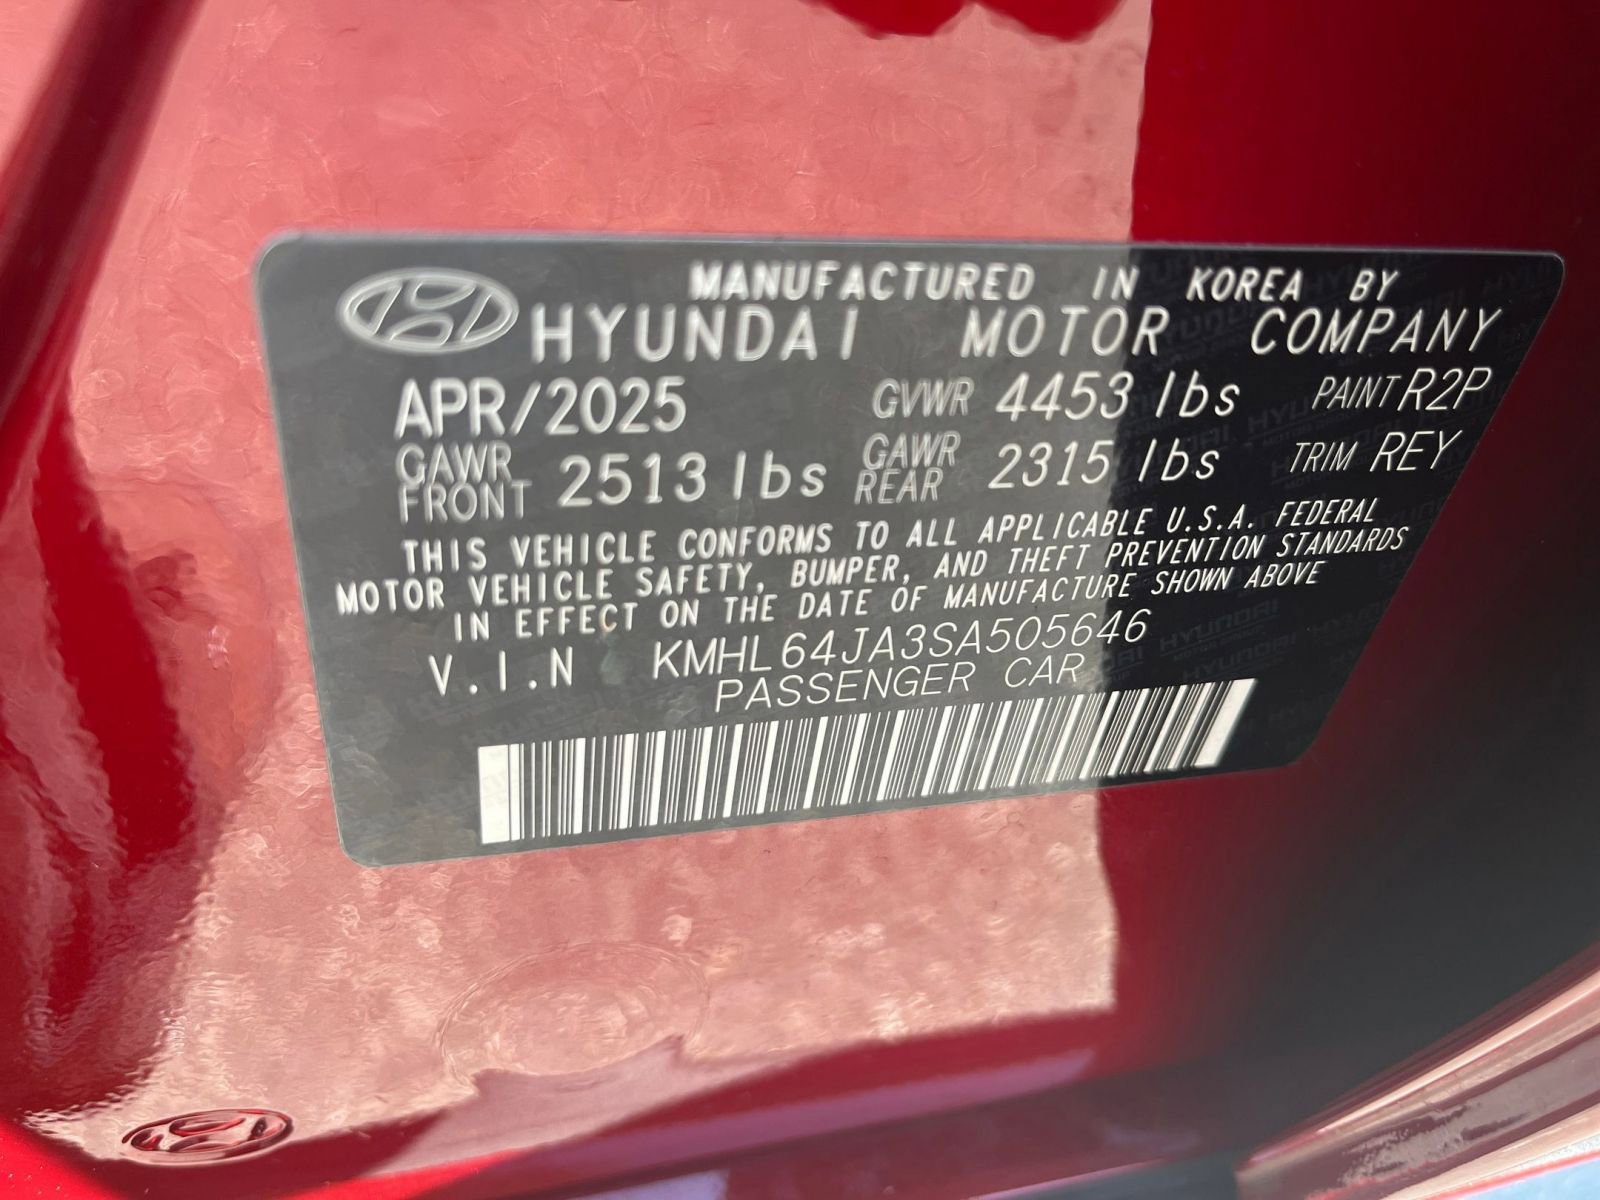 MANUFACTURED IN KOREA BY
HYUNDAI MOTOR COMPANY
APR/2025 GVWR 4453 lbs PAINT R2P
GAWR FRONT 2513 lbs GAWR REAR 2315 lbs TRIM REY
THIS VEHICLE CONFORMS TO ALL APPLICABLE U.S.A. FEDERAL
MOTOR VEHICLE SAFETY, BUMPER, AND THEFT PREVENTION STANDARDS
IN EFFECT ON THE DATE OF MANUFACTURE SHOWN ABOVE
V.I.N KMHL64JA3SA505646
PASSENGER CAR